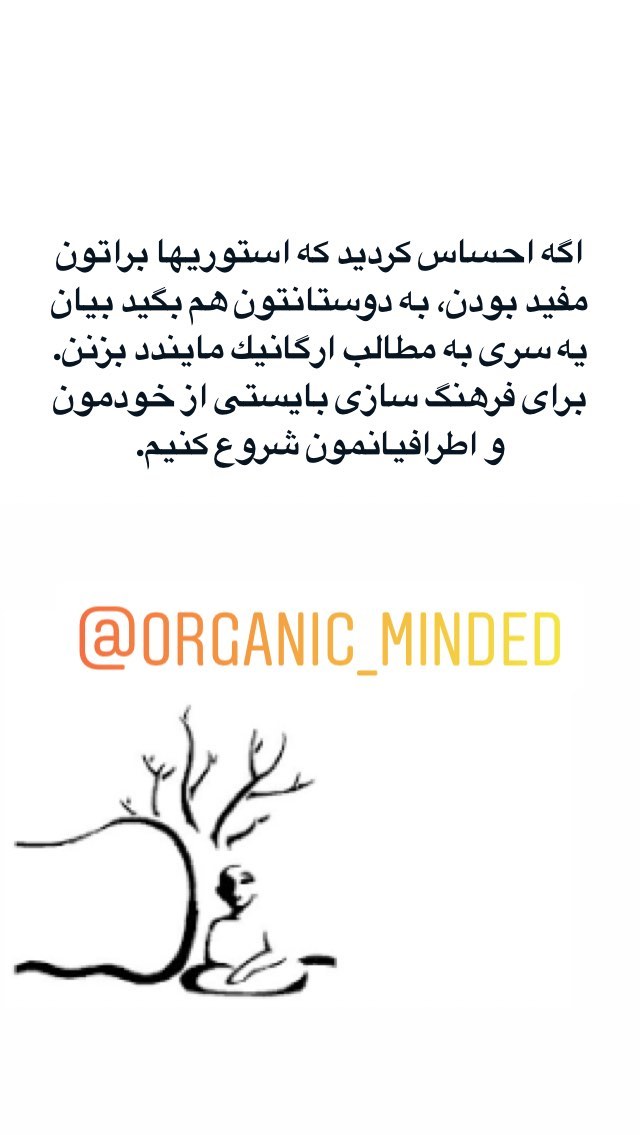 اگه احساس کردید که استوریها براتون
مفید بودن، به دوستانتون هم بگید بیان
یه سری به مطالب ارگانیک مایندد بزنن.
برای فرهنگ سازی بایستی از خودمون
و اطرافیانمون شروع کنیم.
@ORGANIC_MINDED